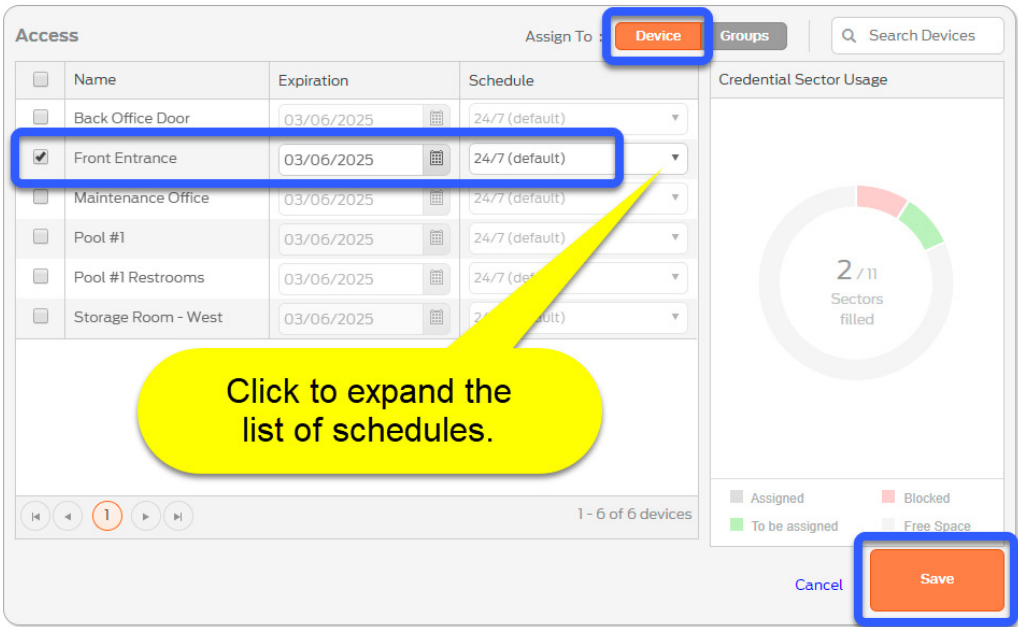 Access
Assign To :
Device
Groups
Search Devices
Name
Expiration
Schedule
Credential Sector Usage
Back Office Door
03/06/2025
24/7 (default)
Front Entrance
03/06/2025
24/7 (default)
Maintenance Office
03/06/2025
24/7 (default)
Pool #1
03/06/2025
24/7 (default)
Pool #1 Restrooms
03/06/2025
24/7
Storage Room - West
03/06/2025
2/11
Sectors
filled
Click to expand the
list of schedules.
1
1 - 6 of 6 devices
Assigned
Blocked
To be assigned
Free Space
Cancel
Save